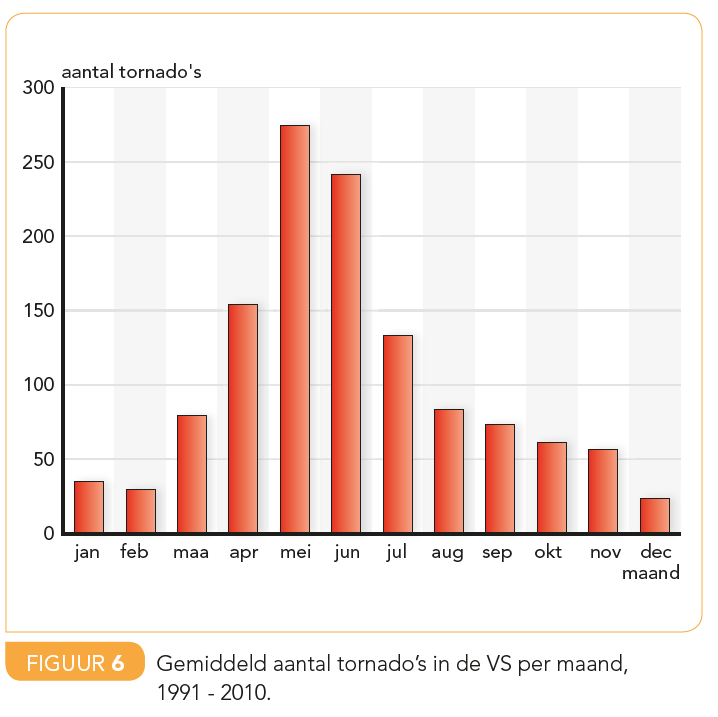 aantal tornado's
300
250
200
150
100
50
0
jan feb maa apr mei jun jul aug sep okt nov dec
maand
FIGUUR 6
Gemiddeld aantal tornado’s in de VS per maand,
1991 - 2010.